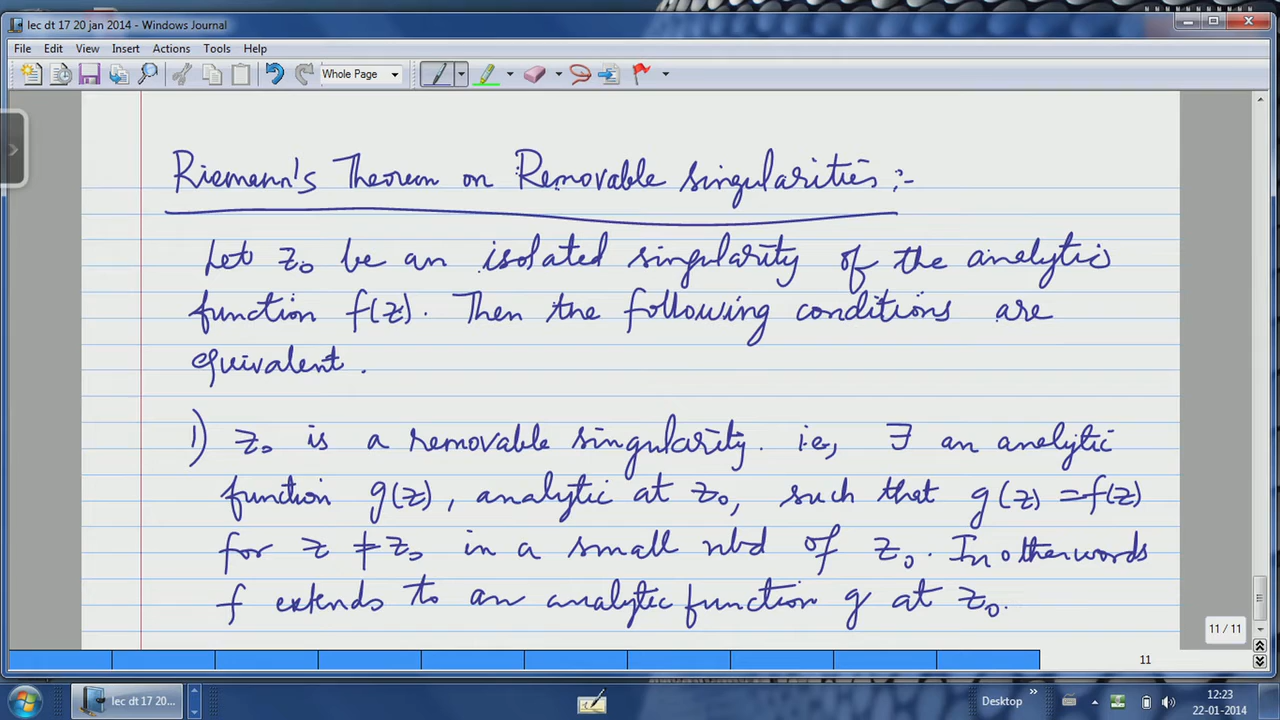 lec dt 17 20 jan 2014 - Windows Journal
File Edit View Insert Actions Tools Help
Whole Page
Riemann's Theorem on Removable singularities :-
Let z₀ be an isolated singularity of the analytic
function f(z). Then the following conditions are
equivalent.
1) z₀ is a removable singularity. ie, ∃ an analytic
function g(z), analytic at z₀, such that g(z) = f(z)
for z ≠ z₀ in a small nbd of z₀. In otherwords
f extends to an analytic function g at z₀.
11 / 11
11
lec dt 17 20...
Desktop
12:23
22-01-2014